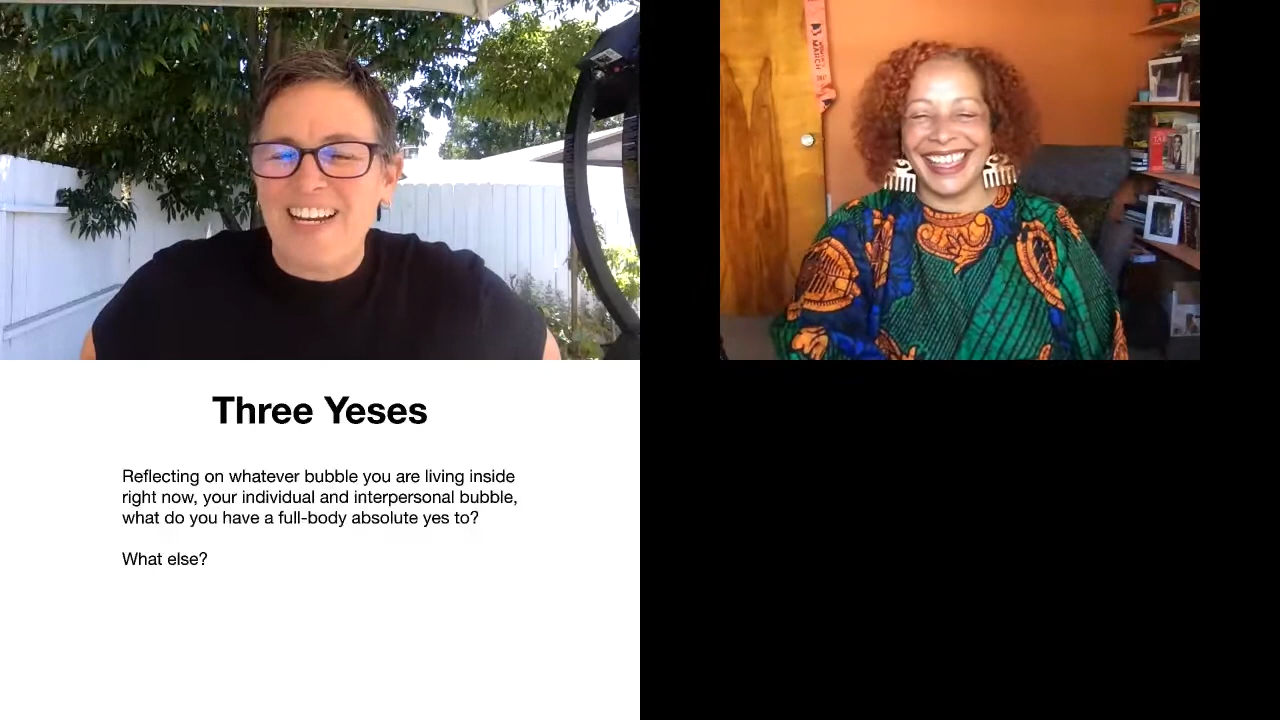 MARCH
Three Yeses
Reflecting on whatever bubble you are living inside
right now, your individual and interpersonal bubble,
what do you have a full-body absolute yes to?
What else?